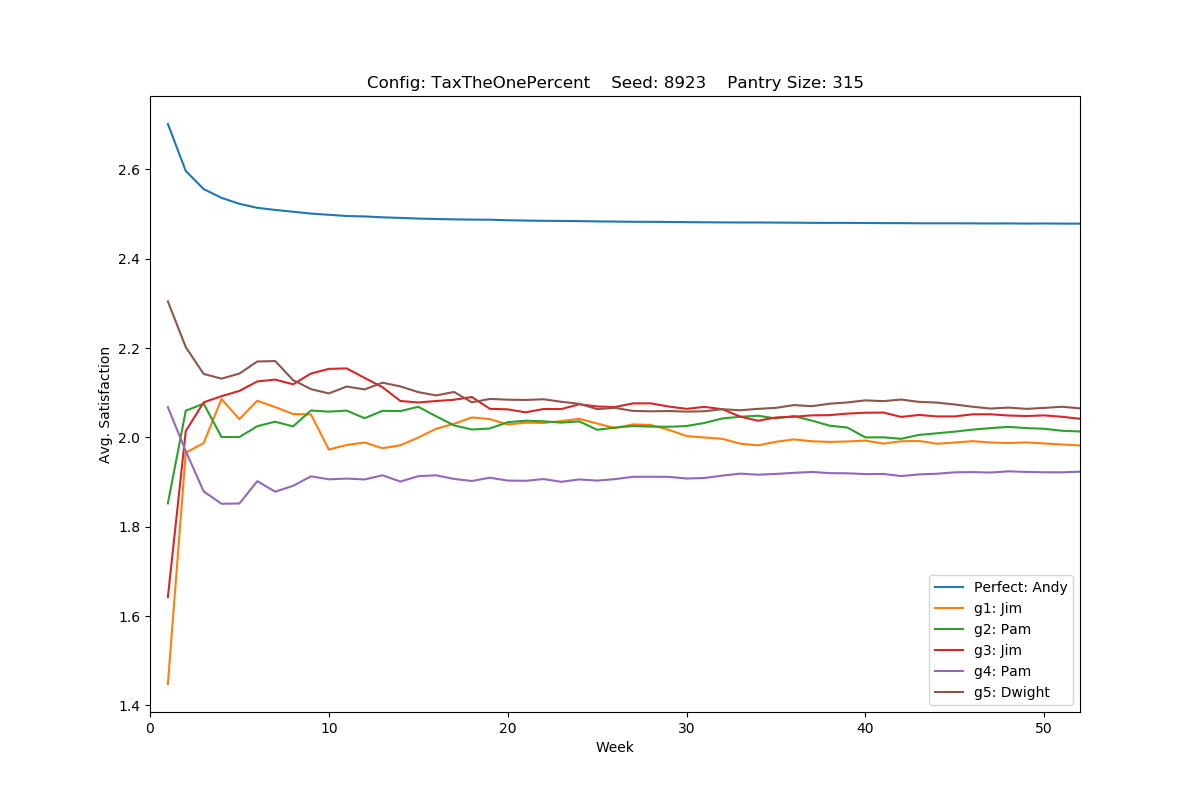 Config: TaxTheOnePercent    Seed: 8923    Pantry Size: 315
Avg. Satisfaction
2.6
2.4
2.2
2.0
1.8
1.6
1.4
0 10 20 30 40 50
Week
Perfect: Andy
g1: Jim
g2: Pam
g3: Jim
g4: Pam
g5: Dwight